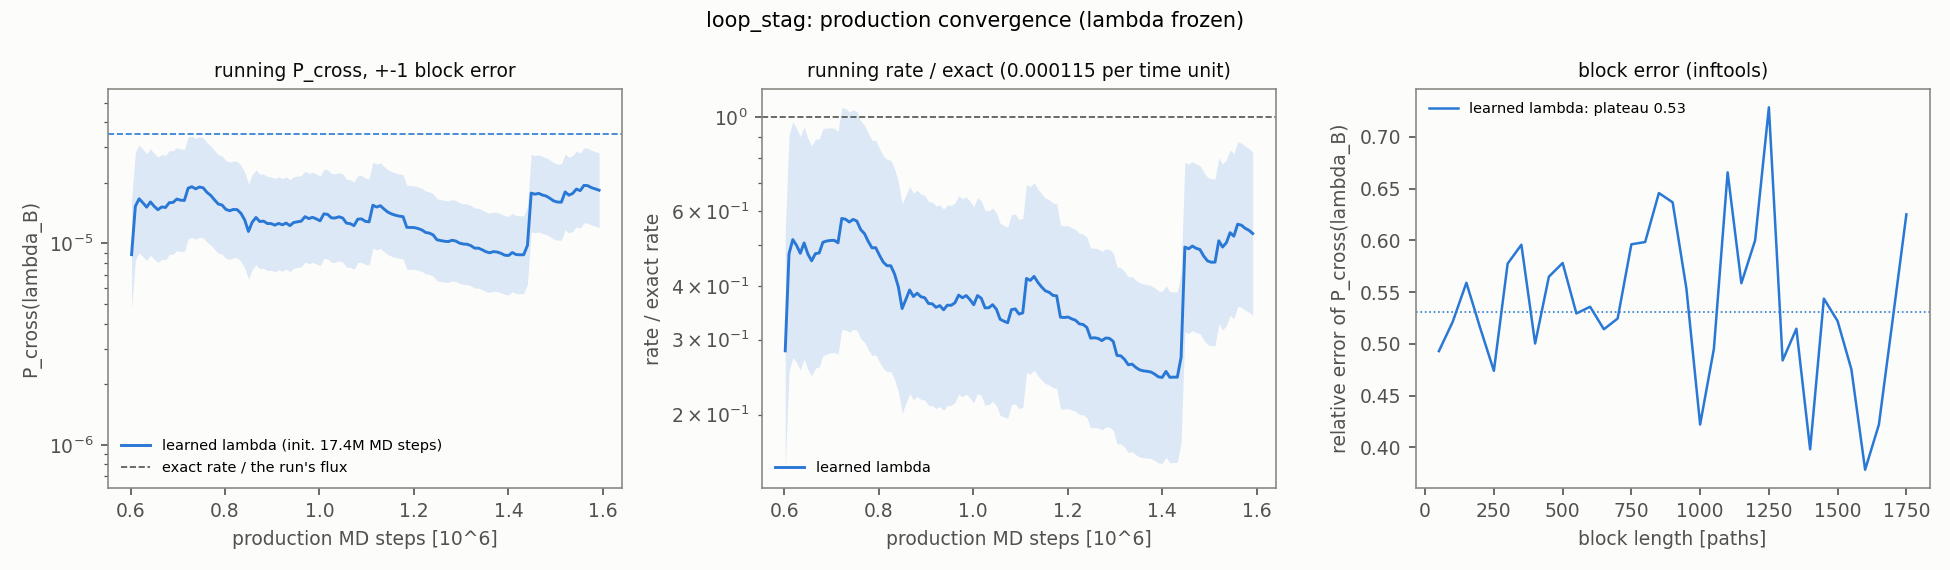 loop_stag: production convergence (lambda frozen)
running P_cross, +-1 block error
P_cross(lambda_B)
10^-5
10^-6
learned lambda (init. 17.4M MD steps)
exact rate / the run's flux
0.6 0.8 1.0 1.2 1.4 1.6
production MD steps [10^6]
running rate / exact (0.000115 per time unit)
rate / exact rate
10^0
6 × 10^-1
4 × 10^-1
3 × 10^-1
2 × 10^-1
learned lambda
0.6 0.8 1.0 1.2 1.4 1.6
production MD steps [10^6]
block error (inftools)
relative error of P_cross(lambda_B)
learned lambda: plateau 0.53
0.70
0.65
0.60
0.55
0.50
0.45
0.40
0 250 500 750 1000 1250 1500 1750
block length [paths]